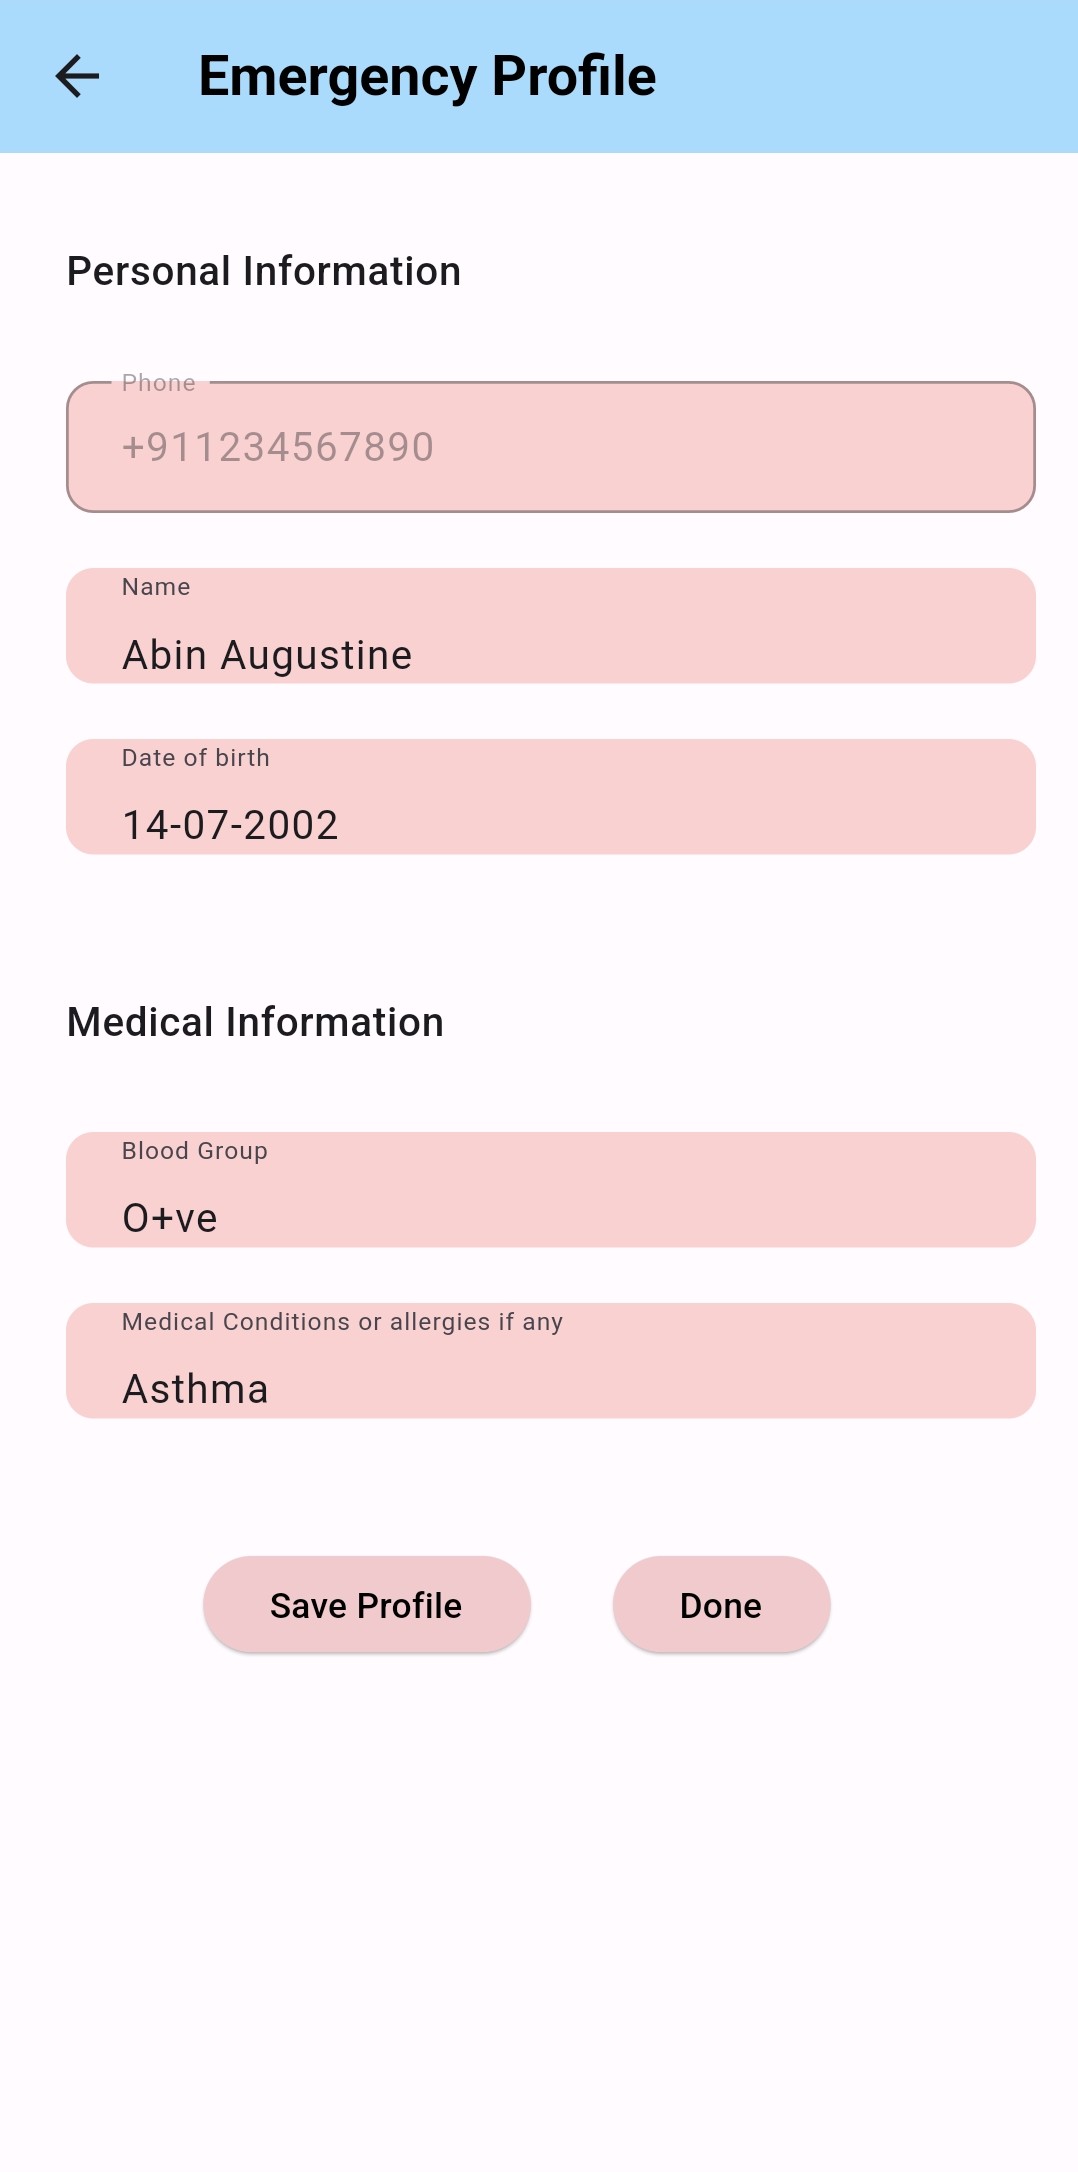 Emergency Profile
Personal Information
Phone
+911234567890
Name
Abin Augustine
Date of birth
14-07-2002
Medical Information
Blood Group
O+ve
Medical Conditions or allergies if any
Asthma
Save Profile
Done